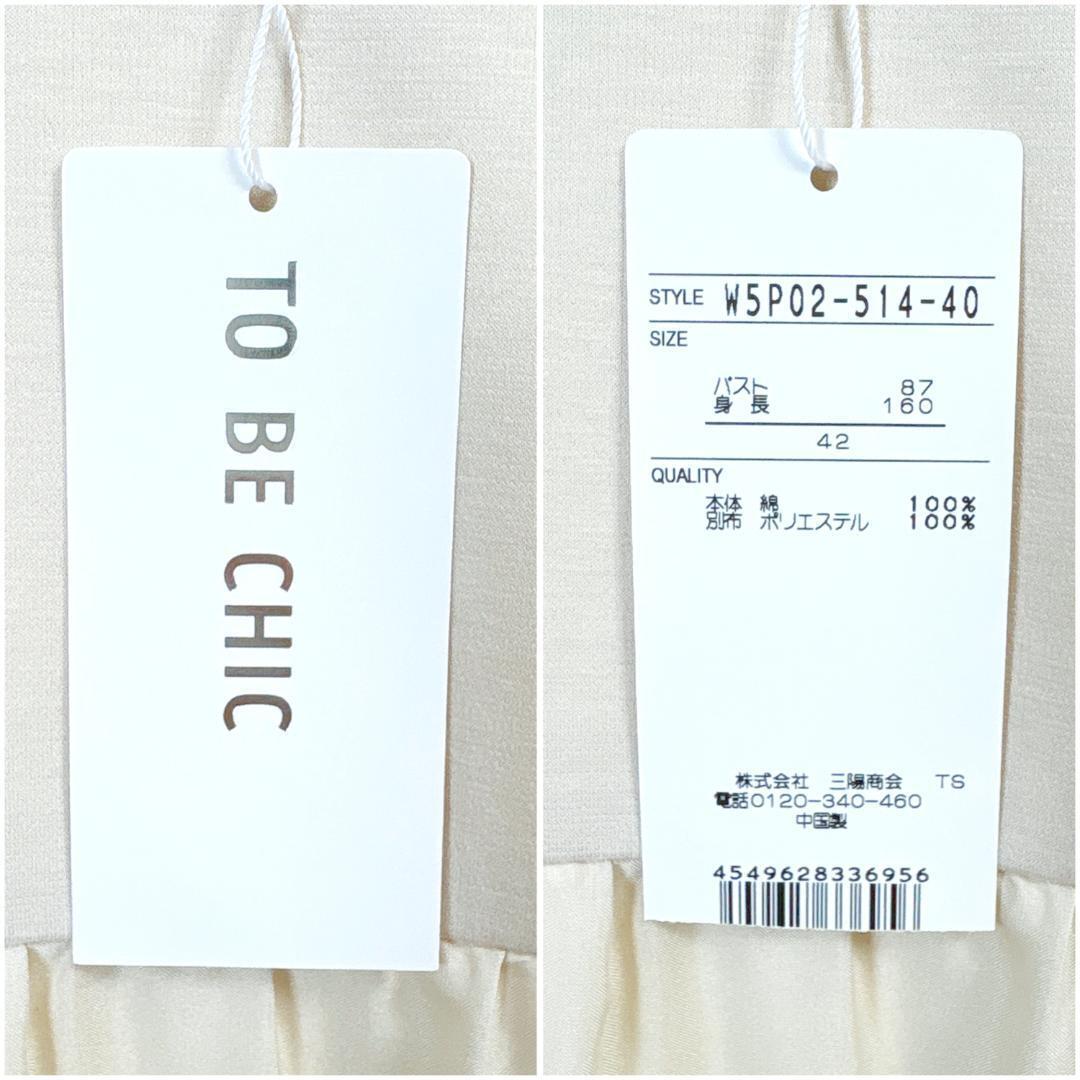 TO BE CHIC
STYLE W5P02-514-40
SIZE
バスト 87
身 長 160
42
QUALITY
本体 綿 100%
別布 ポリエステル 100%
株式会社 三陽商会 TS
電話0120-340-460
中国製
4549628336956